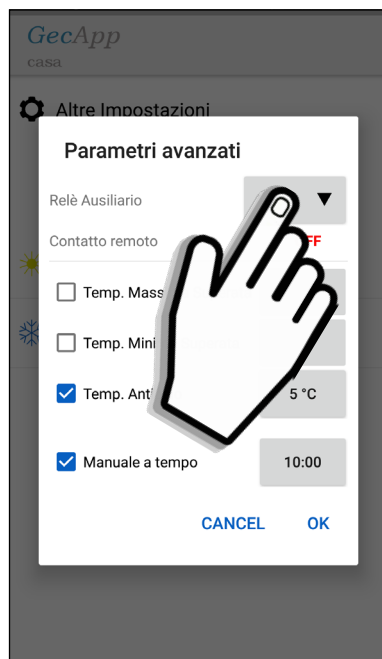 GecApp
casa
Altre Impostazioni
Parametri avanzati
Relè Ausiliario
Contatto remoto
Temp. Mass
Temp. Mini
Temp. Anti
5 °C
Manuale a tempo
10:00
CANCEL OK